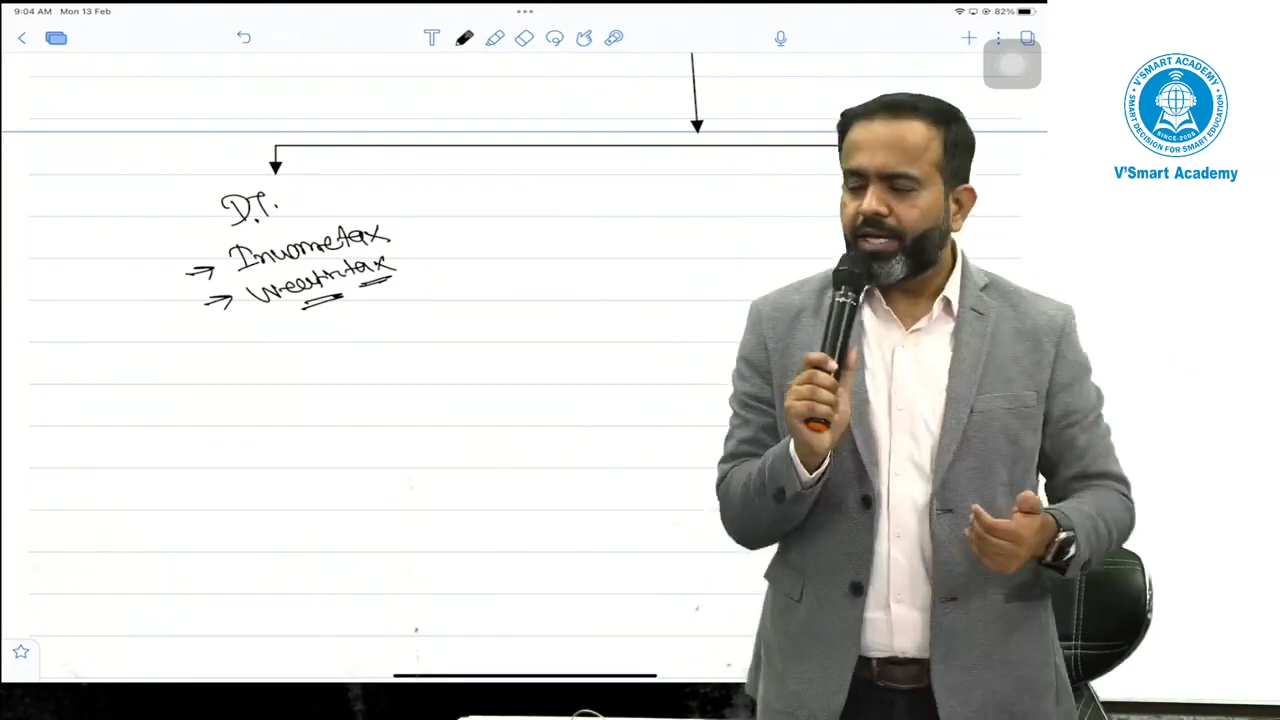 9:04 AM Mon 13 Feb
82%
T
D.T.
→ Incometax
→ Wealthtax
V'SMART ACADEMY
SMART DECISION FOR SMART EDUCATION
SINCE-2008
V'Smart Academy